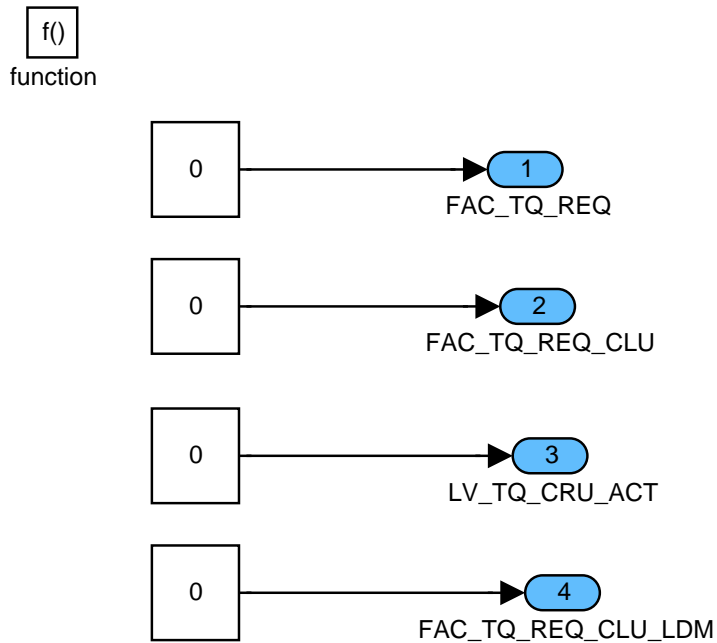 f()
function
0
1
FAC_TQ_REQ
0
2
FAC_TQ_REQ_CLU
0
3
LV_TQ_CRU_ACT
0
4
FAC_TQ_REQ_CLU_LDM